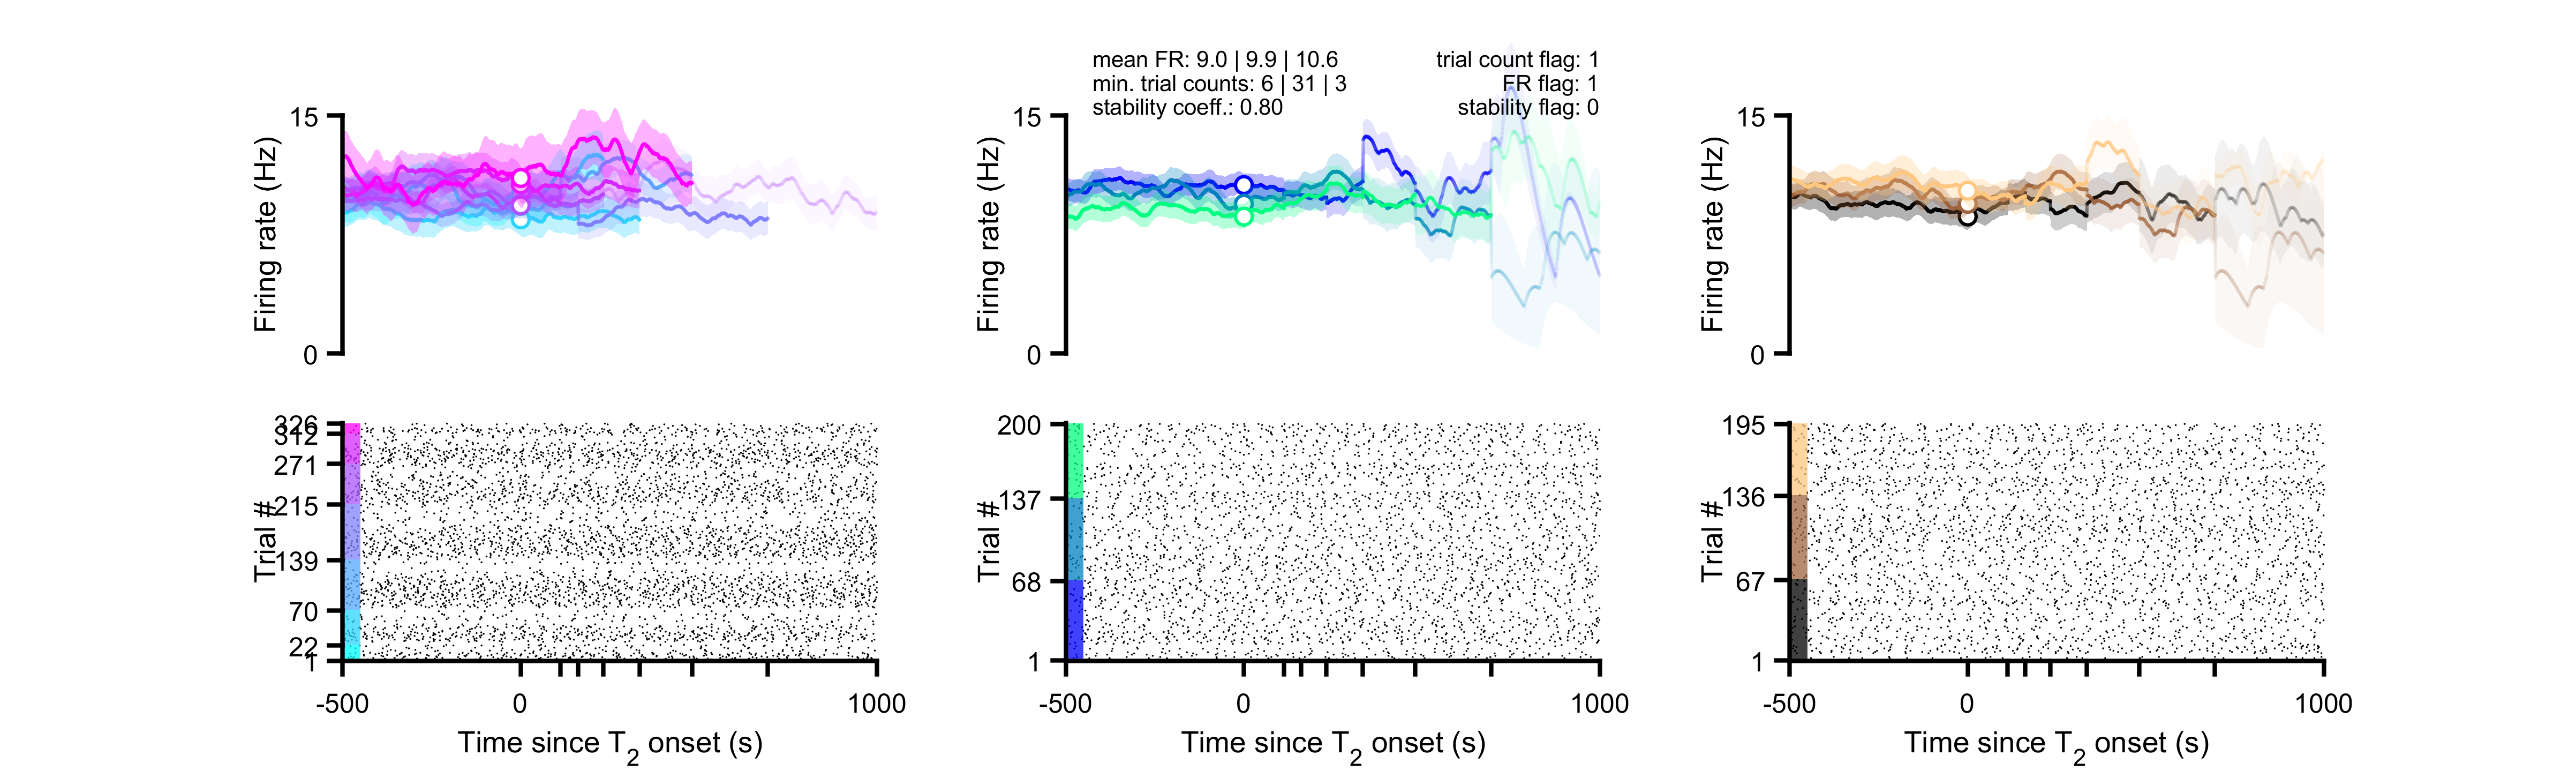 mean FR: 9.0 | 9.9 | 10.6
min. trial counts: 6 | 31 | 3
stability coeff.: 0.80
trial count flag: 1
FR flag: 1
stability flag: 0
15
0
Firing rate (Hz)
15
0
Firing rate (Hz)
15
0
Firing rate (Hz)
326
312
271
215
139
70
22
1
Trial #
-500
0
1000
Time since T2 onset (s)
200
137
68
1
Trial #
-500
0
1000
Time since T2 onset (s)
195
136
67
1
Trial #
-500
0
1000
Time since T2 onset (s)